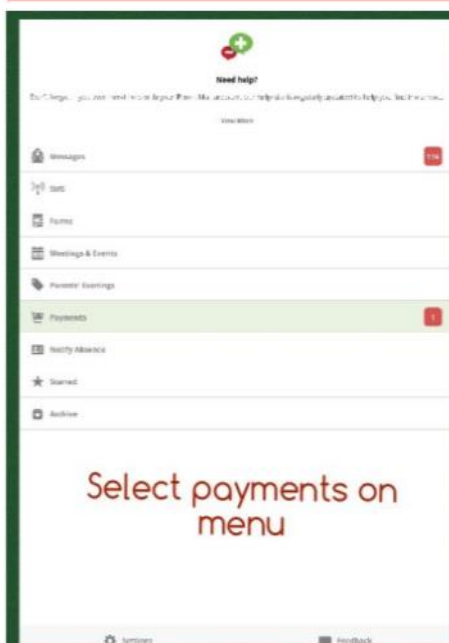 Need help?
View More
Messages
SMS
Forms
Meetings & Events
Parents' Evenings
Payments
1
Notify Absence
Starred
Archive
Select payments on
menu
Settings
Feedback